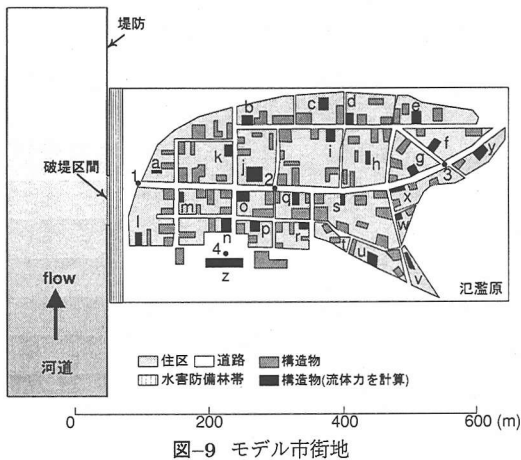 堤防
破堤区間
flow
河道
氾濫原
a
b
c
d
e
f
g
h
i
j
k
l
m
n
o
p
q
r
s
t
u
v
w
x
y
z
1
2
3
4
住区 道路 構造物
水害防備林帯 構造物(流体力を計算)
0 200 400 600 (m)
図-9 モデル市街地